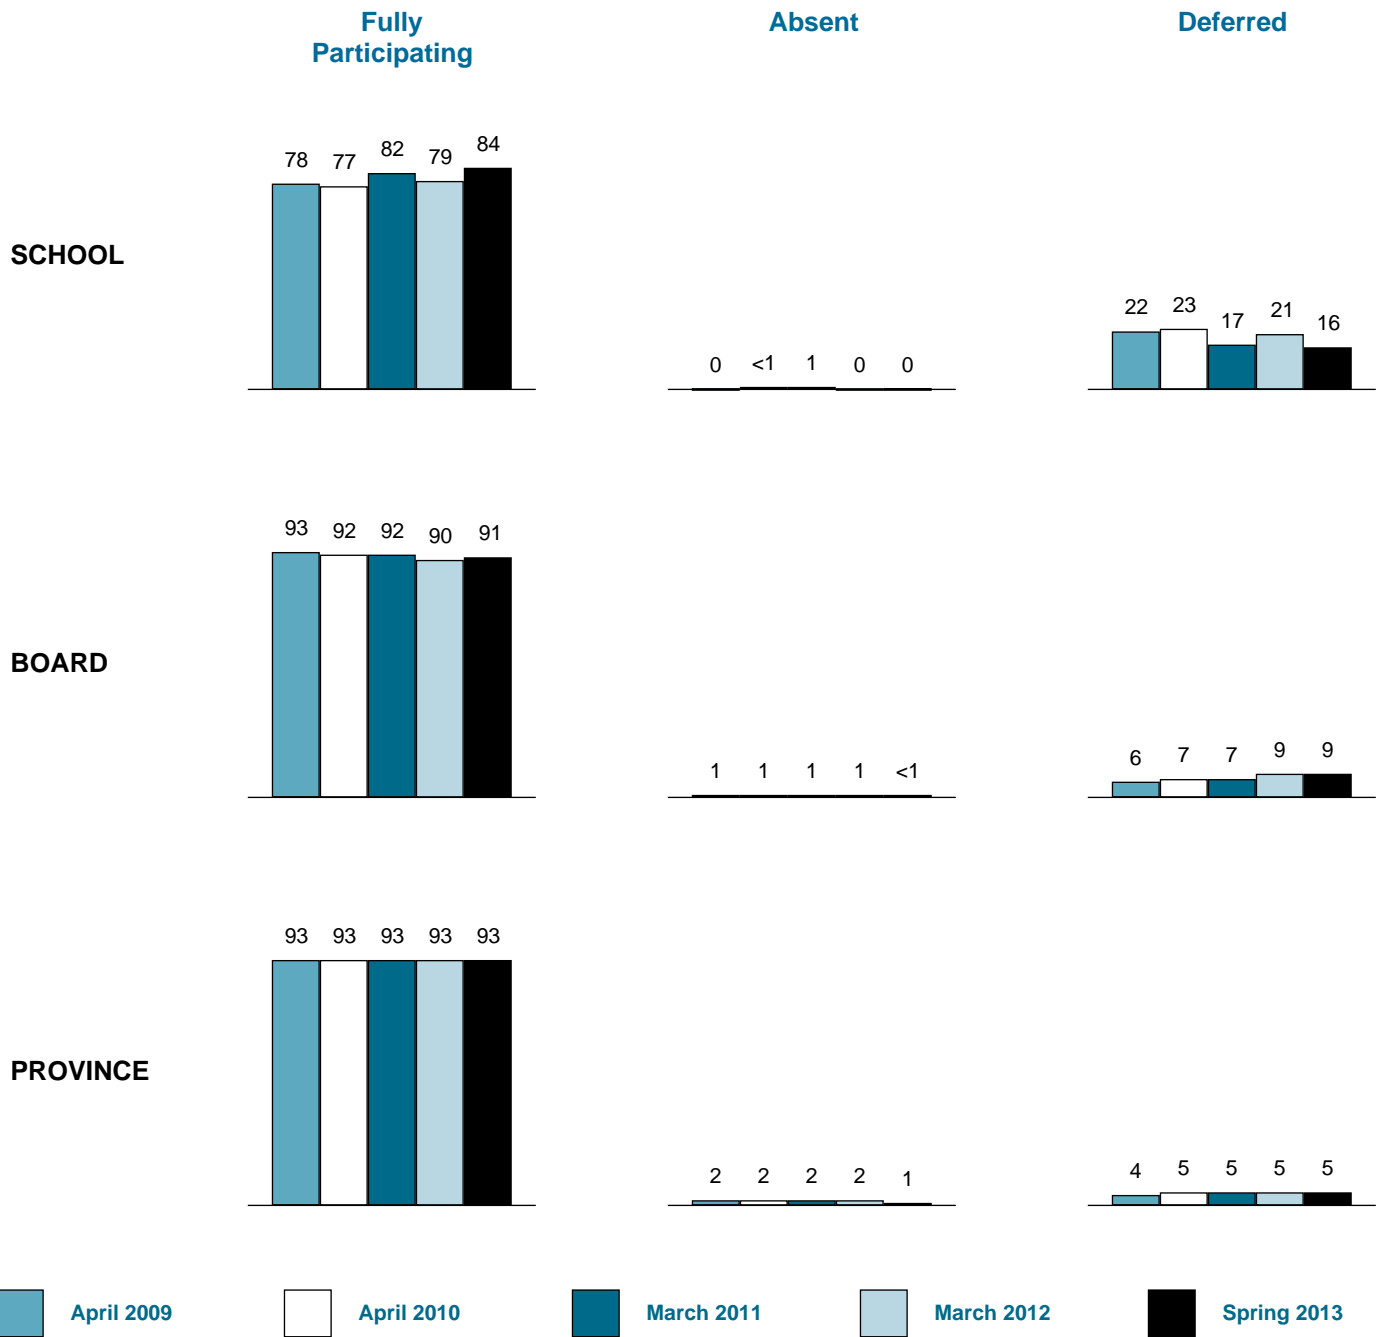 Fully
Participating
Absent
Deferred
SCHOOL
78 77 82 79 84
0 <1 1 0 0
22 23 17 21 16
BOARD
93 92 92 90 91
1 1 1 1 <1
6 7 7 9 9
PROVINCE
93 93 93 93 93
2 2 2 2 1
4 5 5 5 5
April 2009 April 2010 March 2011 March 2012 Spring 2013